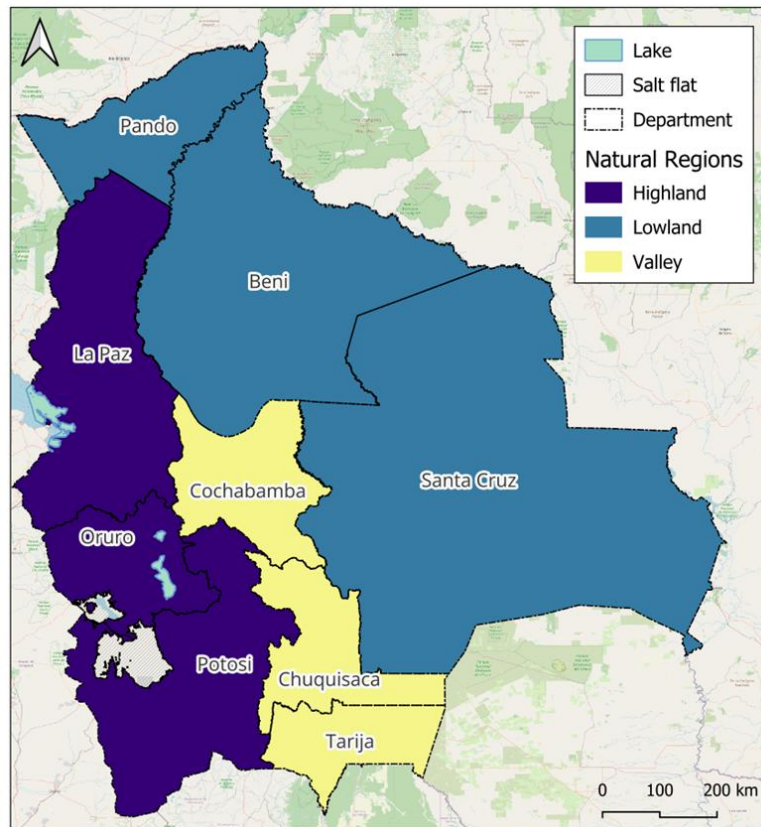 Lake
Salt flat
Department
Natural Regions
Highland
Lowland
Valley
Pando
Beni
La Paz
Cochabamba
Santa Cruz
Oruro
Potosi
Chuquisaca
Tarija
0 100 200 km